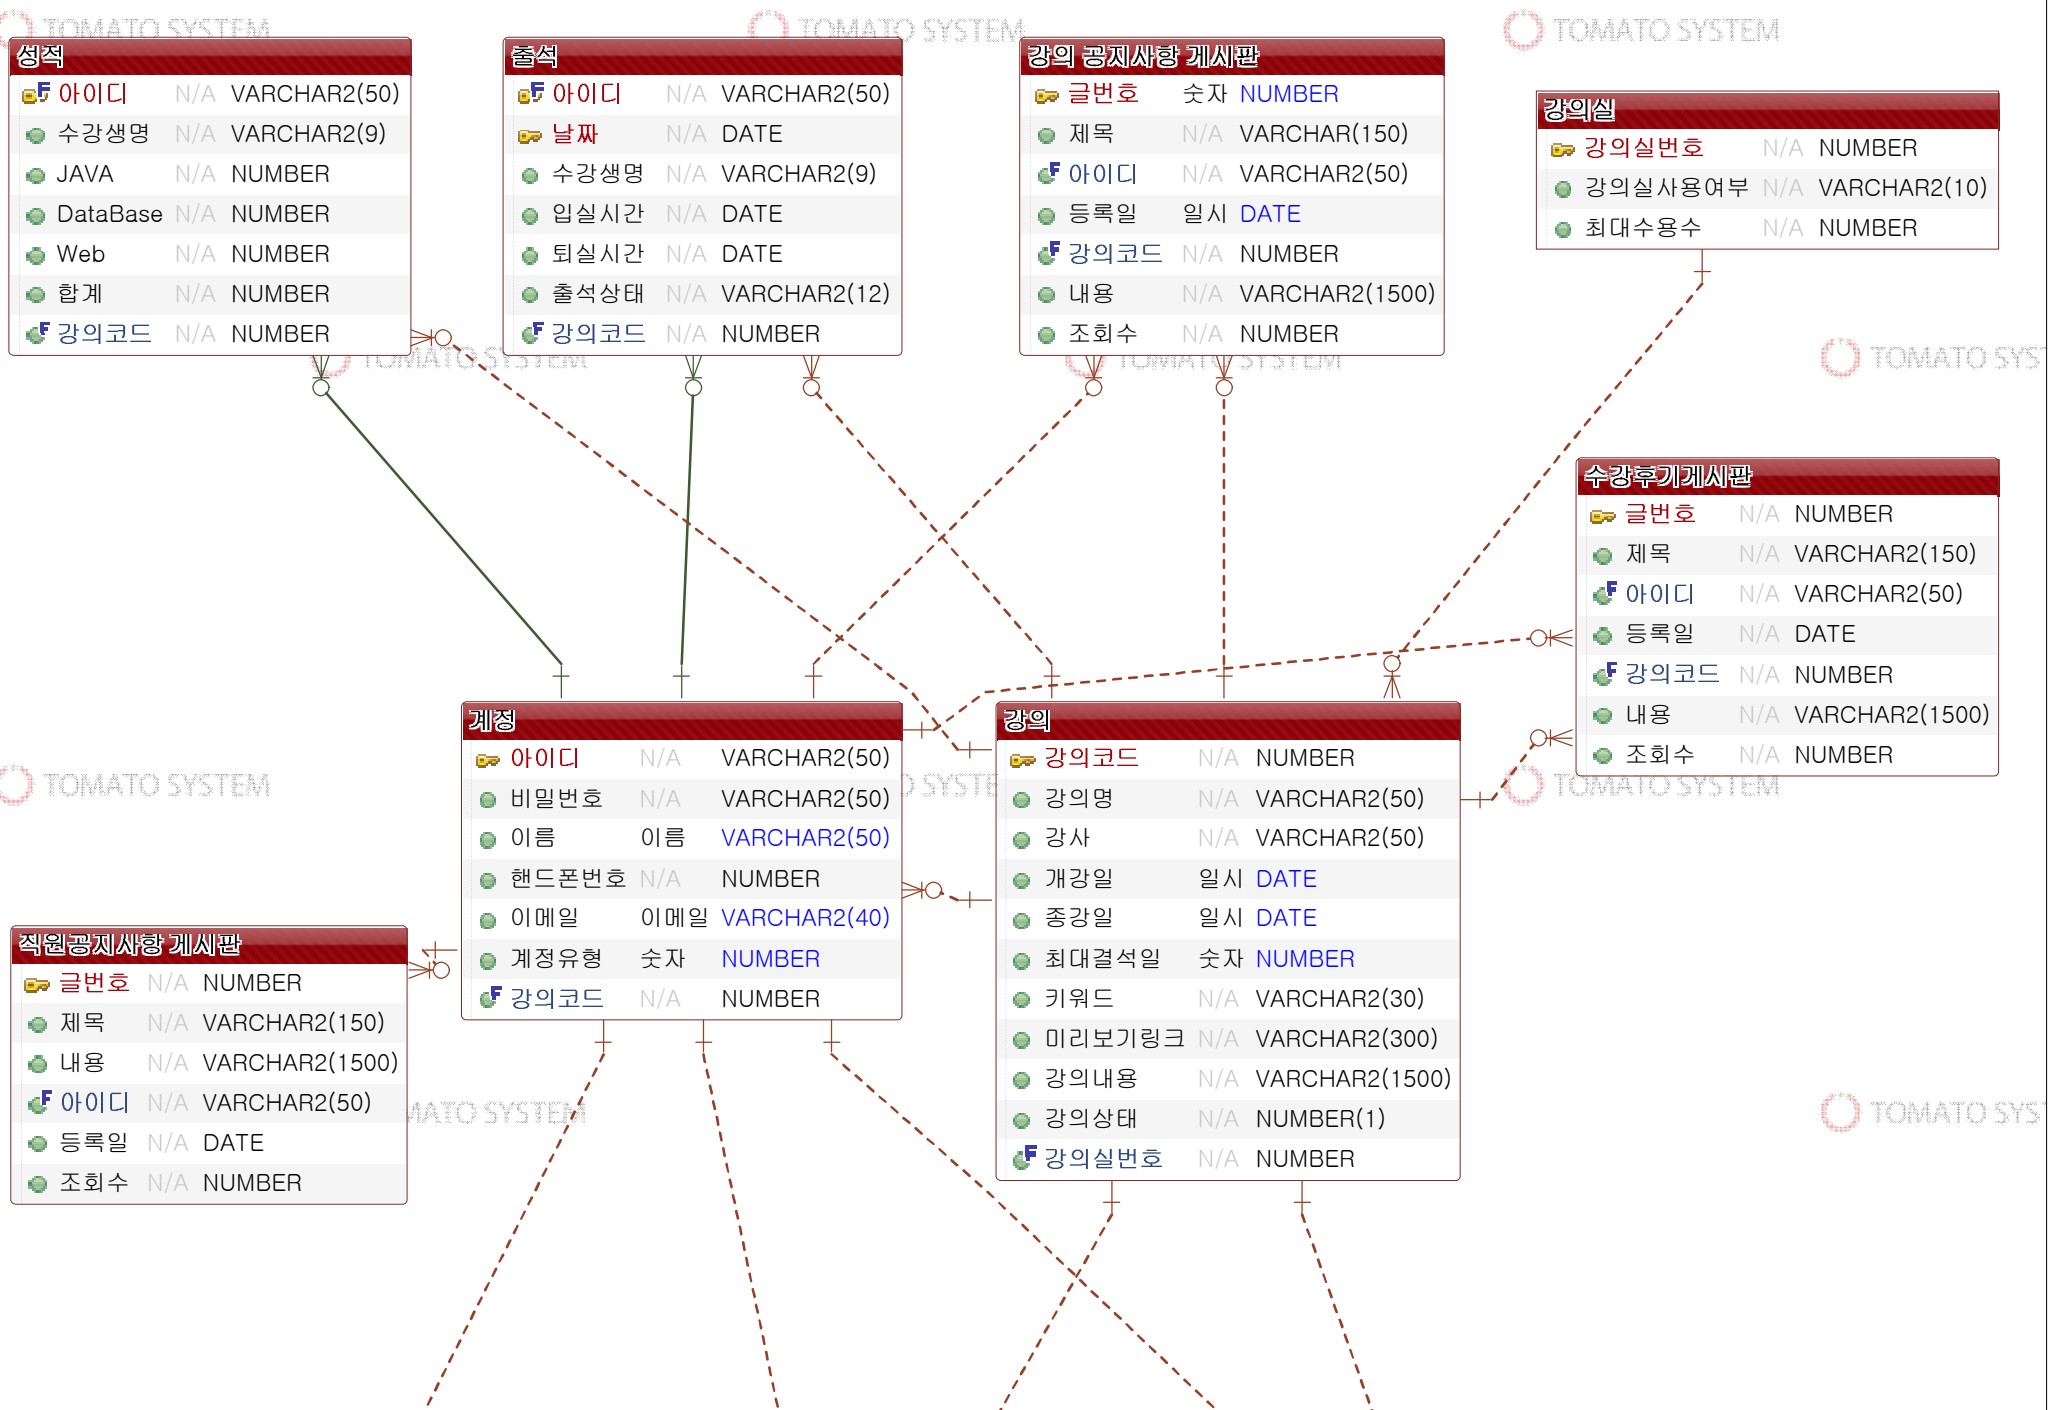 TOMATO SYSTEM
TOMATO SYSTEM
TOMATO SYSTEM
성적
아이디 N/A VARCHAR2(50)
수강생명 N/A VARCHAR2(9)
JAVA N/A NUMBER
DataBase N/A NUMBER
Web N/A NUMBER
합계 N/A NUMBER
강의코드 N/A NUMBER
출석
아이디 N/A VARCHAR2(50)
날짜 N/A DATE
수강생명 N/A VARCHAR2(9)
입실시간 N/A DATE
퇴실시간 N/A DATE
출석상태 N/A VARCHAR2(12)
강의코드 N/A NUMBER
강의 공지사항 게시판
글번호 숫자 NUMBER
제목 N/A VARCHAR(150)
아이디 N/A VARCHAR2(50)
등록일 일시 DATE
강의코드 N/A NUMBER
내용 N/A VARCHAR2(1500)
조회수 N/A NUMBER
강의실
강의실번호 N/A NUMBER
강의실사용여부 N/A VARCHAR2(10)
최대수용수 N/A NUMBER
TOMATO SYSTEM
TOMATO SYSTEM
TOMATO SYS
수강후기게시판
글번호 N/A NUMBER
제목 N/A VARCHAR2(150)
아이디 N/A VARCHAR2(50)
등록일 N/A DATE
강의코드 N/A NUMBER
내용 N/A VARCHAR2(1500)
조회수 N/A NUMBER
계정
아이디 N/A VARCHAR2(50)
비밀번호 N/A VARCHAR2(50)
이름 이름 VARCHAR2(50)
핸드폰번호 N/A NUMBER
이메일 이메일 VARCHAR2(40)
계정유형 숫자 NUMBER
강의코드 N/A NUMBER
강의
강의코드 N/A NUMBER
강의명 N/A VARCHAR2(50)
강사 N/A VARCHAR2(50)
개강일 일시 DATE
종강일 일시 DATE
최대결석일 숫자 NUMBER
키워드 N/A VARCHAR2(30)
미리보기링크 N/A VARCHAR2(300)
강의내용 N/A VARCHAR2(1500)
강의상태 N/A NUMBER(1)
강의실번호 N/A NUMBER
TOMATO SYSTEM
O SYSTE
TOMATO SYSTEM
직원공지사항 게시판
글번호 N/A NUMBER
제목 N/A VARCHAR2(150)
내용 N/A VARCHAR2(1500)
아이디 N/A VARCHAR2(50)
등록일 N/A DATE
조회수 N/A NUMBER
MATO SYSTEM
TOMATO SYS